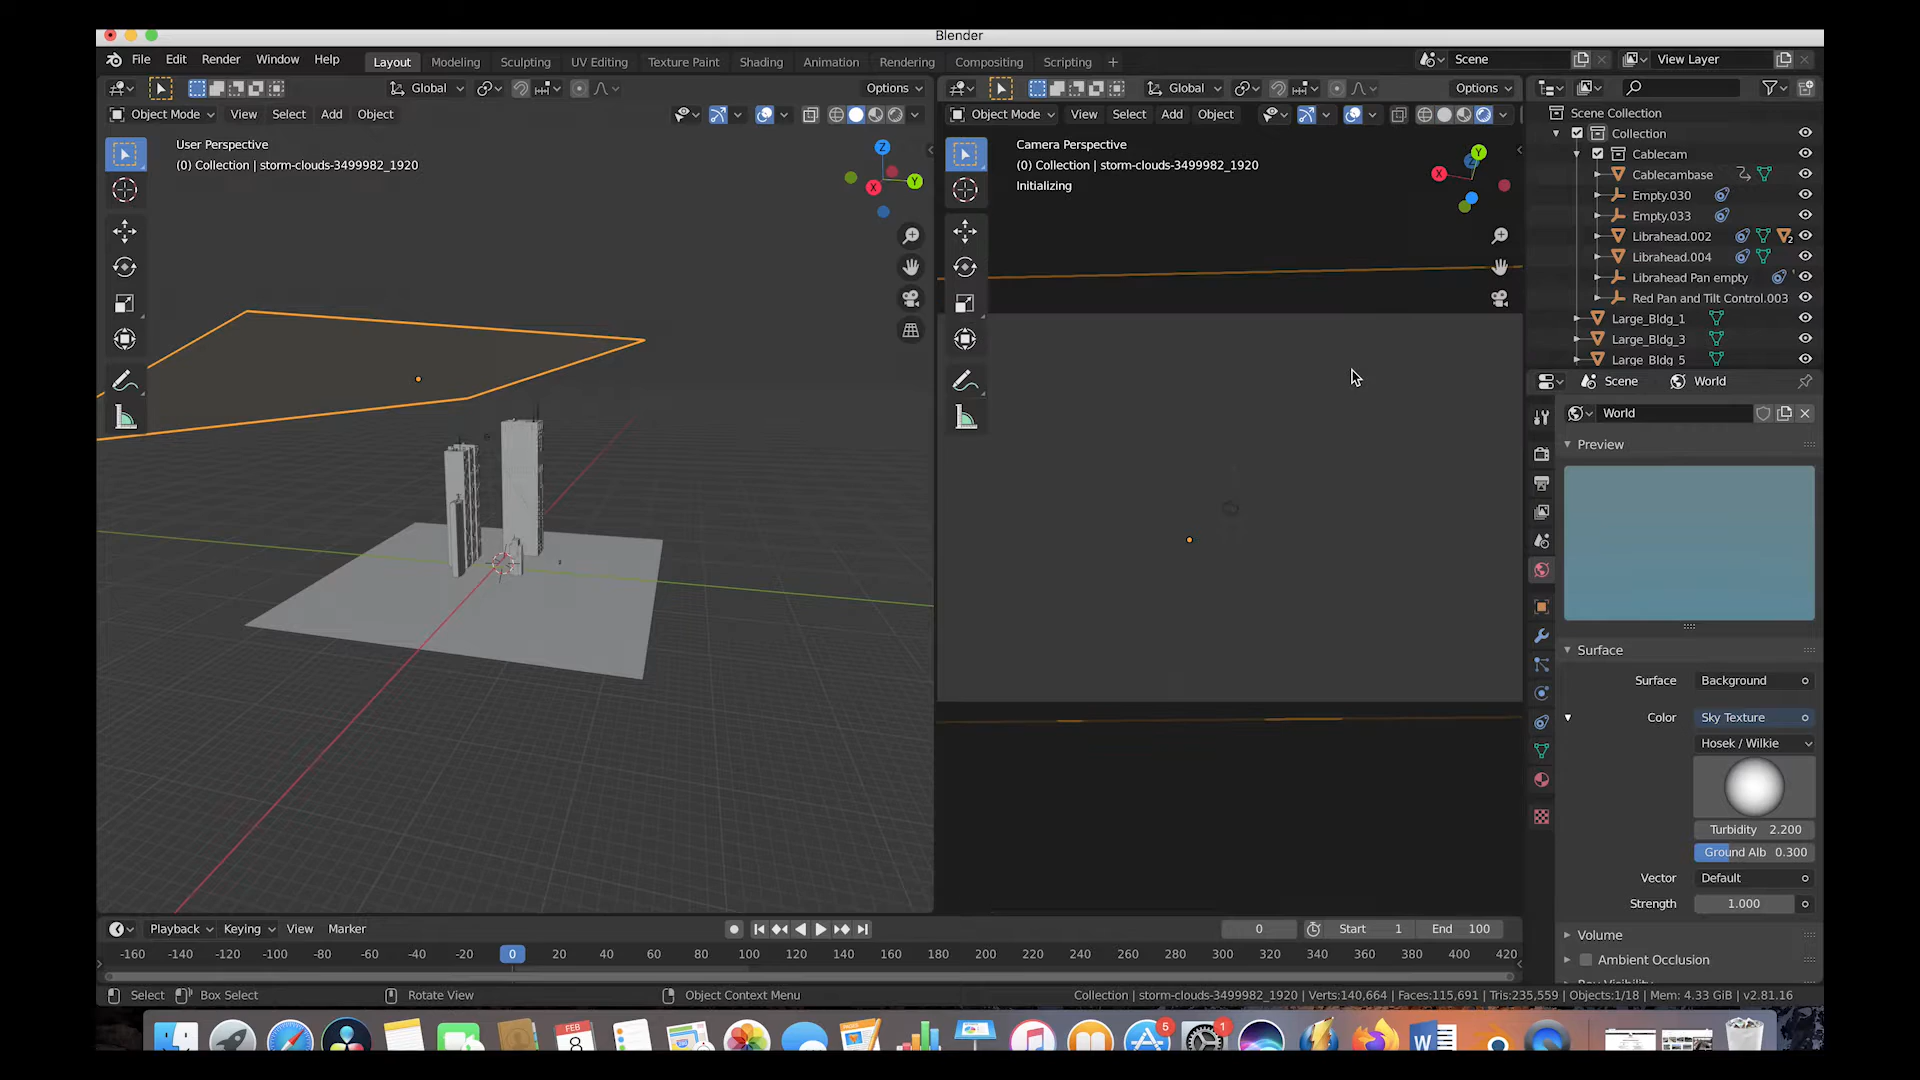 Blender
File Edit Render Window Help
Layout Modeling Sculpting UV Editing Texture Paint Shading Animation Rendering Compositing Scripting +
Scene
View Layer
Global
Options
Global
Options
Object Mode View Select Add Object
Object Mode View Select Add Object
User Perspective
(0) Collection | storm-clouds-3499982_1920
Z
X
Y
Camera Perspective
(0) Collection | storm-clouds-3499982_1920
Initializing
Y
X
Scene Collection
Collection
Cablecam
Cablecambase
Empty.030
Empty.033
Librahead.002
2
Librahead.004
Librahead Pan empty
Red Pan and Tilt Control.003
Large_Bldg_1
Large_Bldg_3
Large_Bldg_5
Scene World
World
Preview
Surface
Surface Background
Color Sky Texture
Hosek / Wilkie
Turbidity 2.200
Ground Alb 0.300
Vector Default
Strength 1.000
Volume
Ambient Occlusion
Playback Keying View Marker
0 Start 1 End 100
-160 -140 -120 -100 -80 -60 -40 -20 0 20 40 60 80 100 120 140 160 180 200 220 240 260 280 300 320 340 360 380 400 420
Select Box Select Rotate View Object Context Menu
Collection | storm-clouds-3499982_1920 | Verts:140,664 | Faces:115,691 | Tris:235,559 | Objects:1/18 | Mem: 4.33 GiB | v2.81.16
FEB
8
PAGES
5
1
W